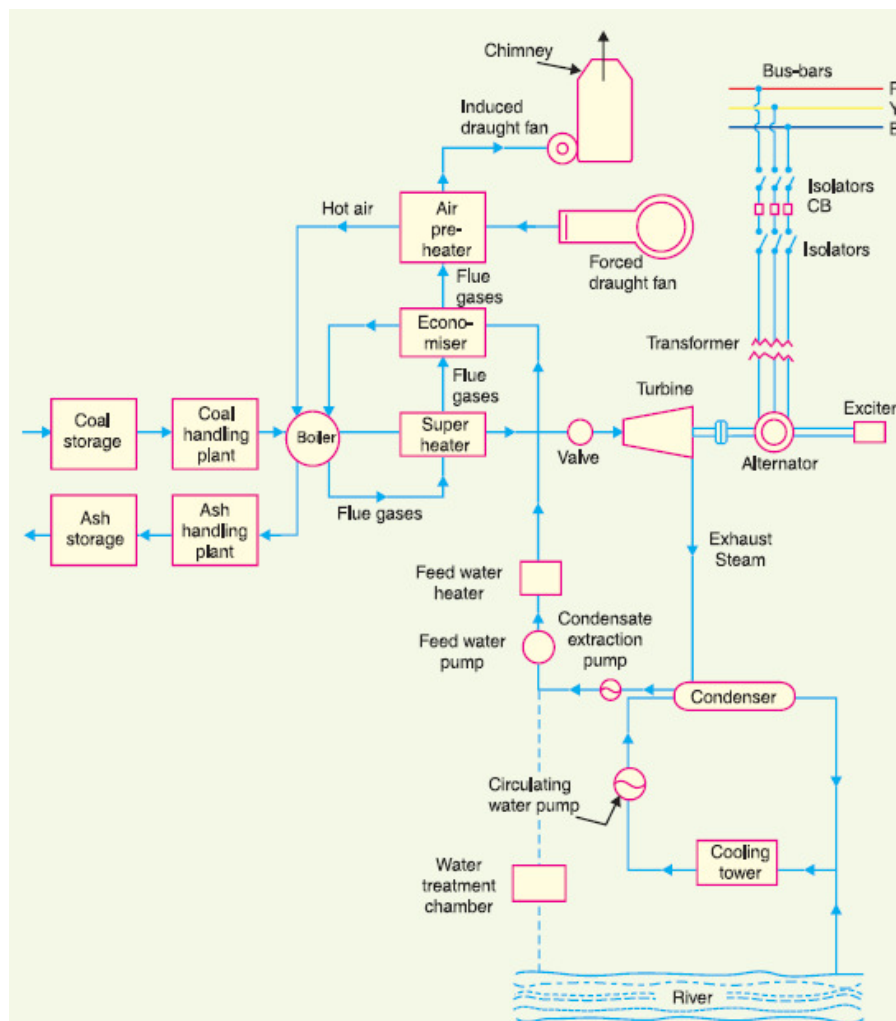 Chimney
Bus-bars
Induced
draught fan
Y
Isolators
CB
Hot air
Air
pre-
heater
Isolators
Forced
draught fan
Flue
gases
Econo-
miser
Transformer
Flue
gases
Turbine
Exciter
Coal
storage
Coal
handling
plant
Boiler
Super
heater
Valve
Alternator
Flue gases
Ash
storage
Ash
handling
plant
Exhaust
Steam
Feed water
heater
Condensate
extraction
pump
Feed water
pump
Condenser
Circulating
water pump
Cooling
tower
Water
treatment
chamber
River